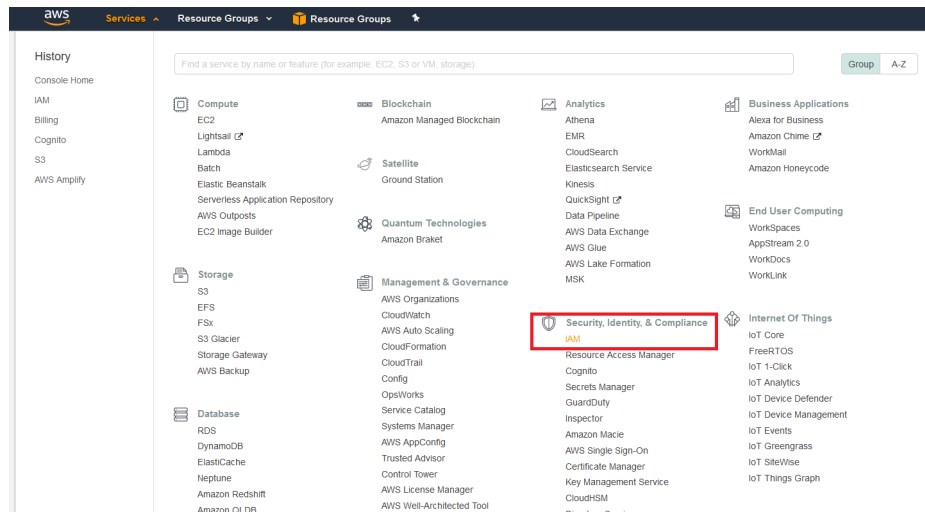 aws
Services
Resource Groups
Resource Groups
History
Console Home
IAM
Billing
Cognito
S3
AWS Amplify
Find a service by name or feature (for example, EC2, S3 or VM, storage).
Group
A-Z
Compute
EC2
Lightsail
Lambda
Batch
Elastic Beanstalk
Serverless Application Repository
AWS Outposts
EC2 Image Builder
Storage
S3
EFS
FSx
S3 Glacier
Storage Gateway
AWS Backup
Database
RDS
DynamoDB
ElastiCache
Neptune
Amazon Redshift
Amazon QLDB
Blockchain
Amazon Managed Blockchain
Satellite
Ground Station
Quantum Technologies
Amazon Braket
Management & Governance
AWS Organizations
CloudWatch
AWS Auto Scaling
CloudFormation
CloudTrail
Config
OpsWorks
Service Catalog
Systems Manager
AWS AppConfig
Trusted Advisor
Control Tower
AWS License Manager
AWS Well-Architected Tool
Analytics
Athena
EMR
CloudSearch
Elasticsearch Service
Kinesis
QuickSight
Data Pipeline
AWS Data Exchange
AWS Glue
AWS Lake Formation
MSK
Security, Identity, & Compliance
IAM
Resource Access Manager
Cognito
Secrets Manager
GuardDuty
Inspector
Amazon Macie
AWS Single Sign-On
Certificate Manager
Key Management Service
CloudHSM
Business Applications
Alexa for Business
Amazon Chime
WorkMail
Amazon Honeycode
End User Computing
WorkSpaces
AppStream 2.0
WorkDocs
WorkLink
Internet Of Things
IoT Core
FreeRTOS
IoT 1-Click
IoT Analytics
IoT Device Defender
IoT Device Management
IoT Events
IoT Greengrass
IoT SiteWise
IoT Things Graph